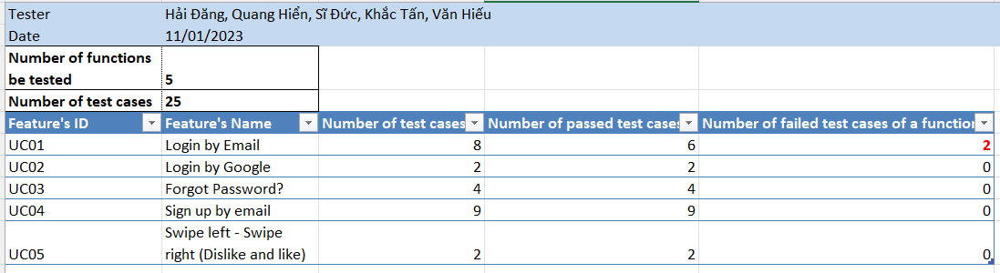 Tester Hải Đăng, Quang Hiển, Sĩ Đức, Khắc Tấn, Văn Hiếu
Date 11/01/2023
Number of functions
be tested 5
Number of test cases 25
Feature's ID Feature's Name Number of test cases Number of passed test cases Number of failed test cases of a function
UC01 Login by Email 8 6 2
UC02 Login by Google 2 2 0
UC03 Forgot Password? 4 4 0
UC04 Sign up by email 9 9 0
Swipe left - Swipe
UC05 right (Dislike and like) 2 2 0